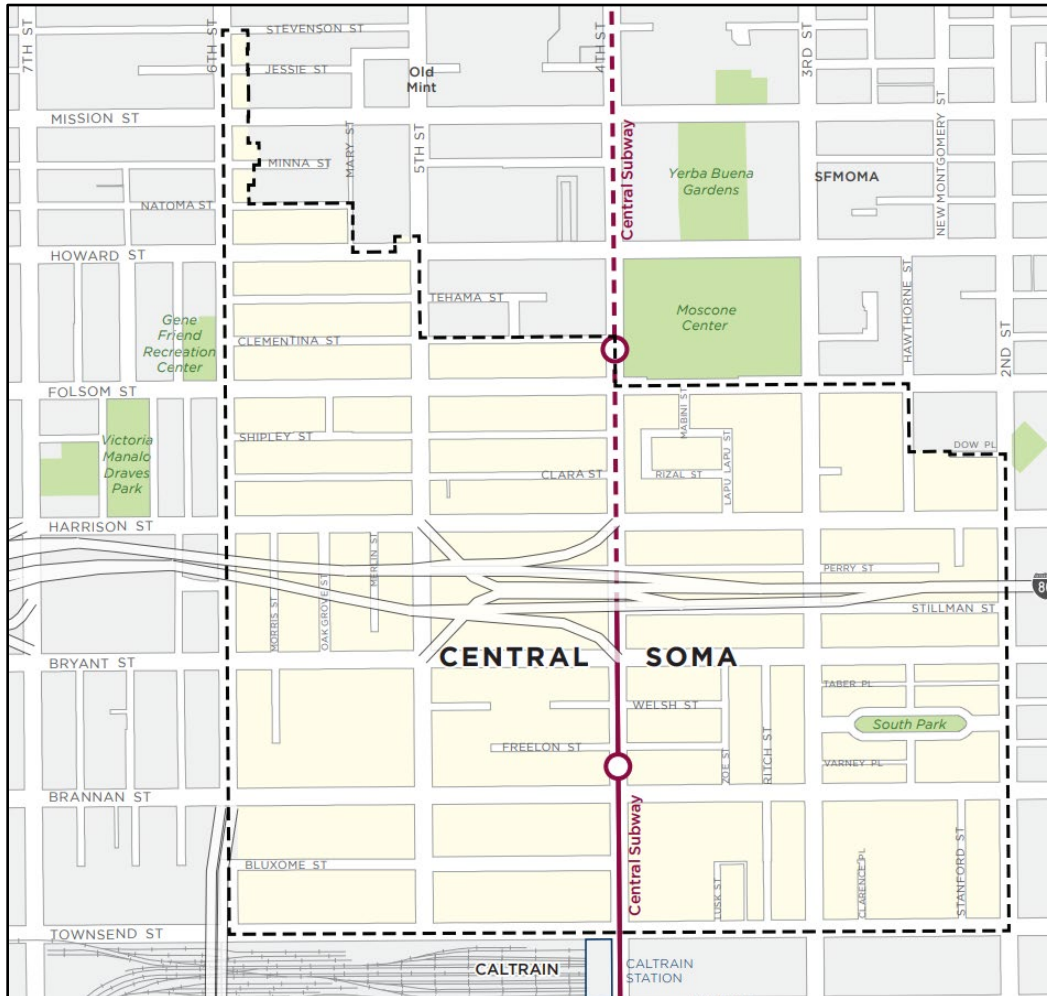 7TH ST
6TH ST
STEVENSON ST
4TH ST
3RD ST
JESSIE ST
Old
Mint
MISSION ST
MARY ST
5TH ST
Central Subway
NEW MONTGOMERY ST
MINNA ST
Yerba Buena
Gardens
SFMOMA
NATOMA ST
HOWARD ST
TEHAMA ST
HAWTHORNE ST
Moscone
Center
2ND ST
Gene
Friend
Recreation
Center
CLEMENTINA ST
FOLSOM ST
MABINI ST
SHIPLEY ST
Victoria
Manalo
Draves
Park
LAPU LAPU ST
DOW PL
CLARA ST
RIZAL ST
HARRISON ST
MERLIN ST
PERRY ST
80
MORRIS ST
OAK GROVE ST
STILLMAN ST
BRYANT ST
CENTRAL SOMA
TABER PL
WELSH ST
South Park
FREELON ST
ZOE ST
RITCH ST
VARNEY PL
BRANNAN ST
Central Subway
BLUXOME ST
LUSK ST
CLARENCE PL
STANFORD ST
TOWNSEND ST
CALTRAIN
CALTRAIN
STATION